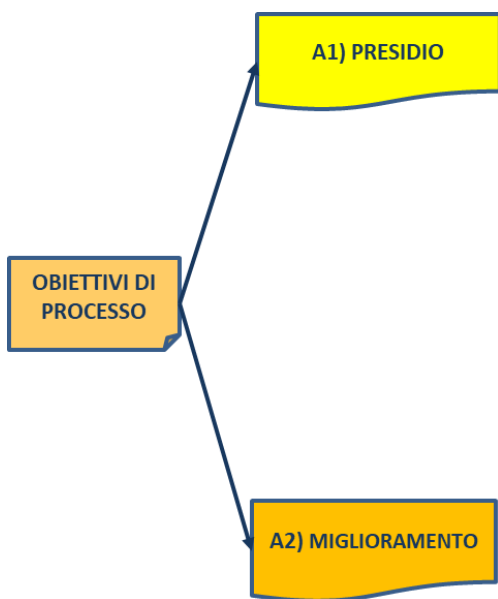 A1) PRESIDIO
OBIETTIVI DI
PROCESSO
A2) MIGLIORAMENTO